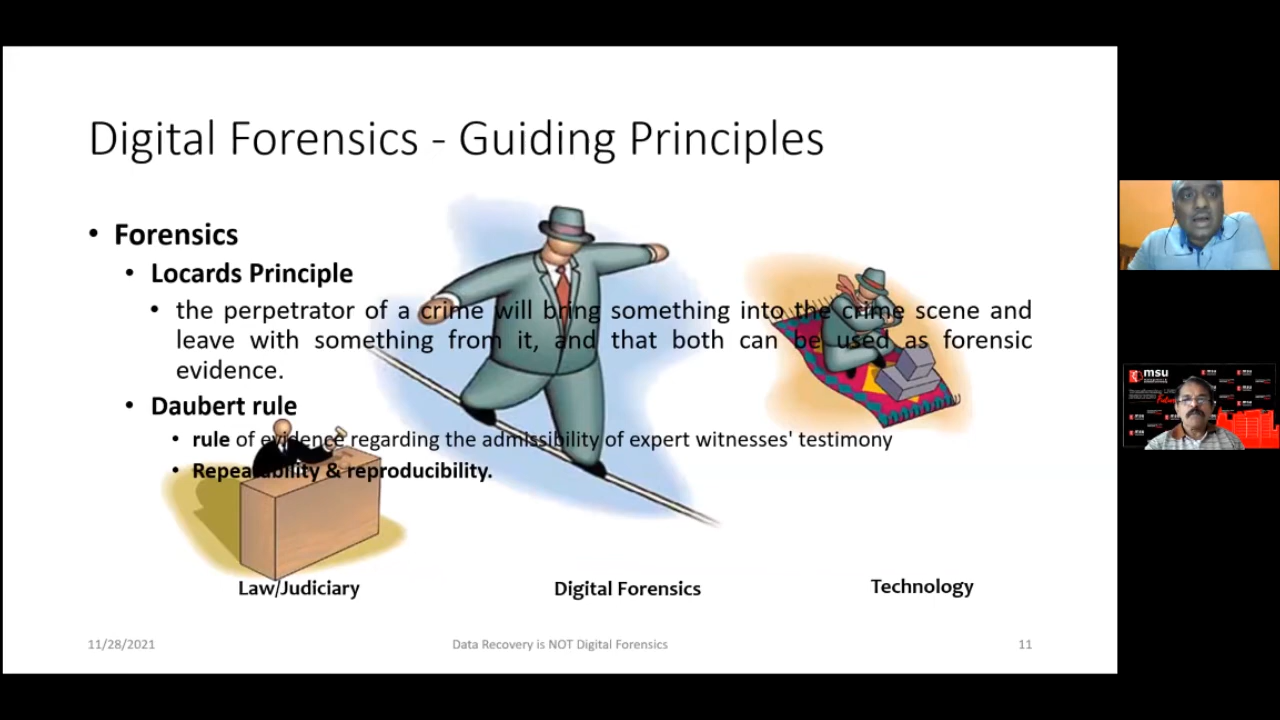 Digital Forensics - Guiding Principles
• Forensics
• Locards Principle
• the perpetrator of a crime will bring something into the crime scene and
leave with something from it, and that both can be used as forensic
evidence.
• Daubert rule
• rule of evidence regarding the admissibility of expert witnesses' testimony
• Repeatability & reproducibility.
Law/Judiciary
Digital Forensics
Technology
11/28/2021
Data Recovery is NOT Digital Forensics
11
msu